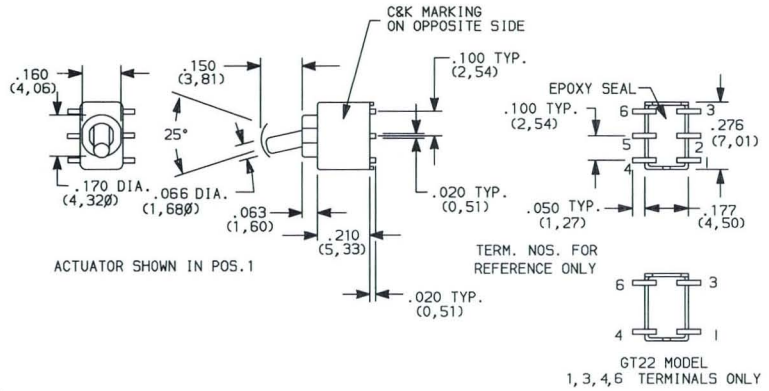 C&K MARKING
ON OPPOSITE SIDE
.160
(4,06)
.150
(3,81)
.100 TYP.
(2,54)
25°
.170 DIA.
(4,32Ø)
.066 DIA.
(1,68Ø)
.063
(1,60)
.210
(5,33)
.020 TYP.
(0,51)
.020 TYP.
(0,51)
ACTUATOR SHOWN IN POS.1
EPOXY SEAL
.100 TYP.
(2,54)
6
3
5
2
4
1
.276
(7,01)
.050 TYP.
(1,27)
.177
(4,50)
TERM. NOS. FOR
REFERENCE ONLY
6
3
4
1
GT22 MODEL
1,3,4,6 TERMINALS ONLY